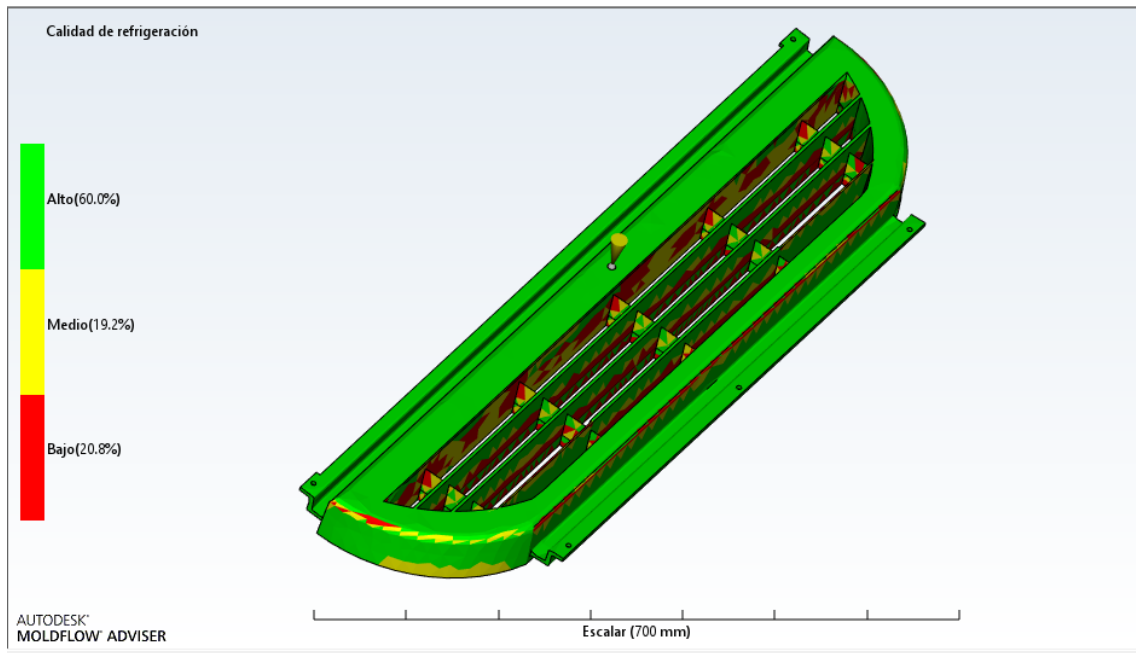 Calidad de refrigeración
Alto(60.0%)
Medio(19.2%)
Bajo(20.8%)
Escalar (700 mm)
AUTODESK®
MOLDFLOW® ADVISER